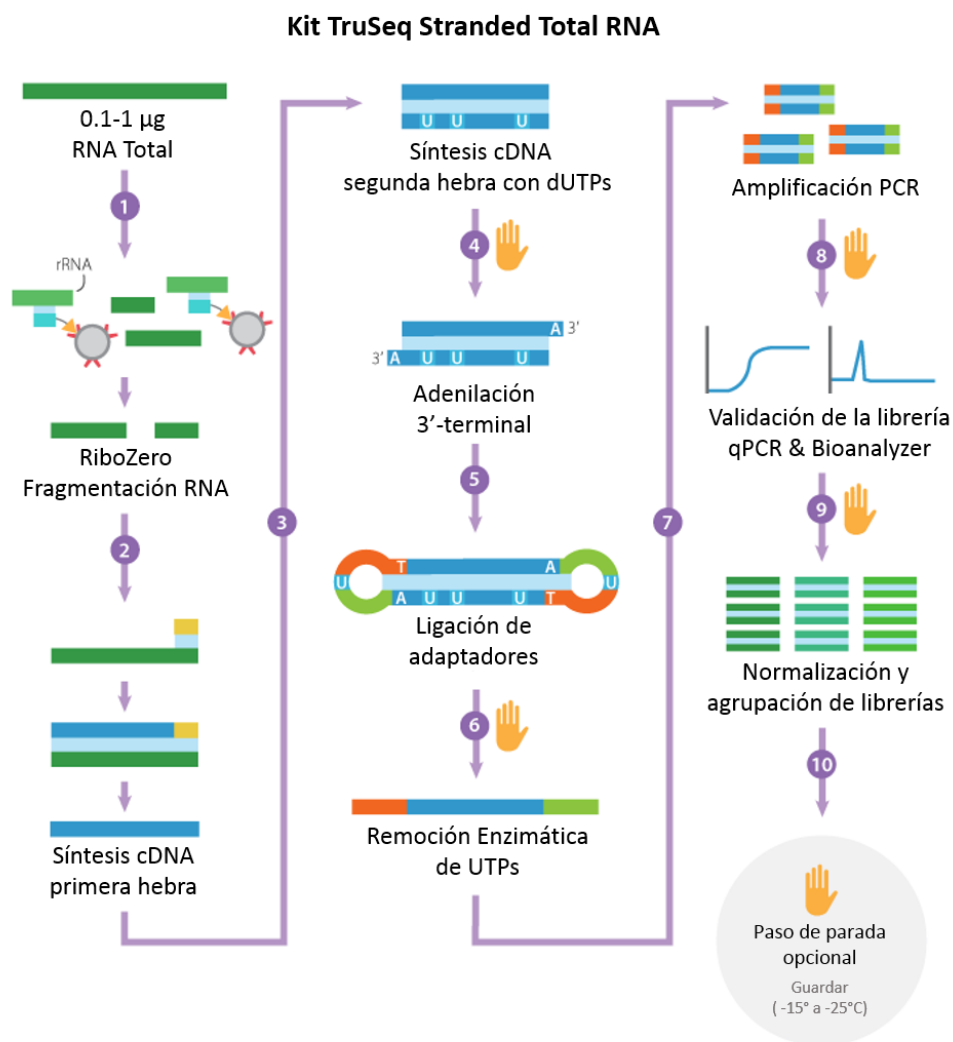 Kit TruSeq Stranded Total RNA
0.1-1 µg
RNA Total
1
rRNA
RiboZero
Fragmentación RNA
2
Síntesis cDNA
primera hebra
3
U U U
Síntesis cDNA
segunda hebra con dUTPs
4
A 3’
3’ A U U U
Adenilación
3’-terminal
5
T A
U U
A U U U T
Ligación de
adaptadores
6
Remoción Enzimática
de UTPs
7
Amplificación PCR
8
Validación de la librería
qPCR & Bioanalyzer
9
Normalización y
agrupación de librerías
10
Paso de parada
opcional
Guardar
( -15° a -25°C)